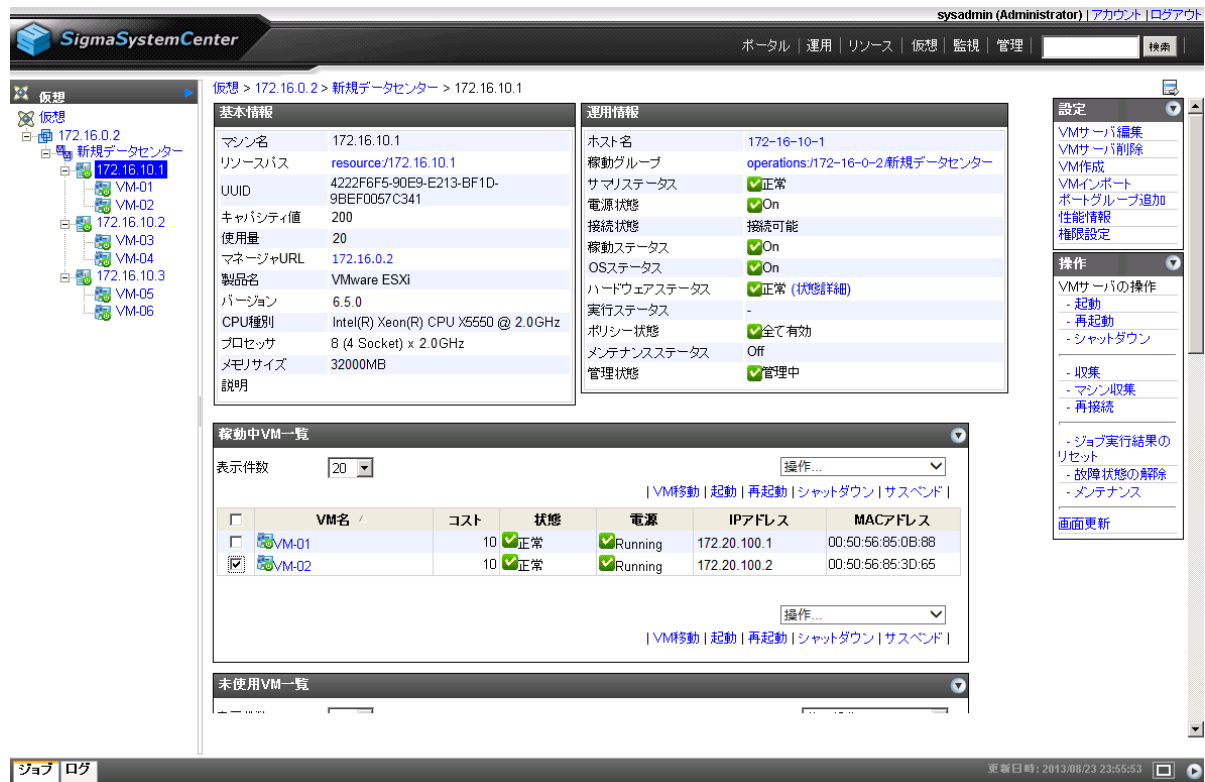 sysadmin (Administrator) | アカウント | ログアウト
SigmaSystemCenter
ポータル | 運用 | リソース | 仮想 | 監視 | 管理 | 検索 |
仮想
仮想
172.16.0.2
新規データセンター
172.16.10.1
VM-01
VM-02
172.16.10.2
VM-03
VM-04
172.16.10.3
VM-05
VM-06
仮想 > 172.16.0.2 > 新規データセンター > 172.16.10.1
基本情報
マシン名 172.16.10.1
リソースパス resource:/172.16.10.1
UUID 4222F6F5-90E9-E213-BF1D-
9BEF0057C341
キャパシティ値 200
使用量 20
マネージャURL 172.16.0.2
製品名 VMware ESXi
バージョン 6.5.0
CPU種別 Intel(R) Xeon(R) CPU X5550 @ 2.0GHz
プロセッサ 8 (4 Socket) x 2.0GHz
メモリサイズ 32000MB
説明
運用情報
ホスト名 172-16-10-1
稼動グループ operations:/172-16-0-2/新規データセンター
サマリステータス 正常
電源状態 On
接続状態 接続可能
稼動ステータス On
OSステータス On
ハードウェアステータス 正常 (状態詳細)
実行ステータス -
ポリシー状態 全て有効
メンテナンスステータス Off
管理状態 管理中
稼動中VM一覧
表示件数 20 操作...
| VM移動 | 起動 | 再起動 | シャットダウン | サスペンド |
VM名 コスト 状態 電源 IPアドレス MACアドレス
VM-01 10 正常 Running 172.20.100.1 00:50:56:85:0B:88
VM-02 10 正常 Running 172.20.100.2 00:50:56:85:3D:65
操作...
| VM移動 | 起動 | 再起動 | シャットダウン | サスペンド |
未使用VM一覧
設定
VMサーバ編集
VMサーバ削除
VM作成
VMインポート
ポートグループ追加
性能情報
権限設定
操作
VMサーバの操作
- 起動
- 再起動
- シャットダウン
- 収集
- マシン収集
- 再接続
- ジョブ実行結果の
リセット
- 故障状態の解除
- メンテナンス
画面更新
ジョブ ログ
更新日時: 2013/08/23 23:55:53